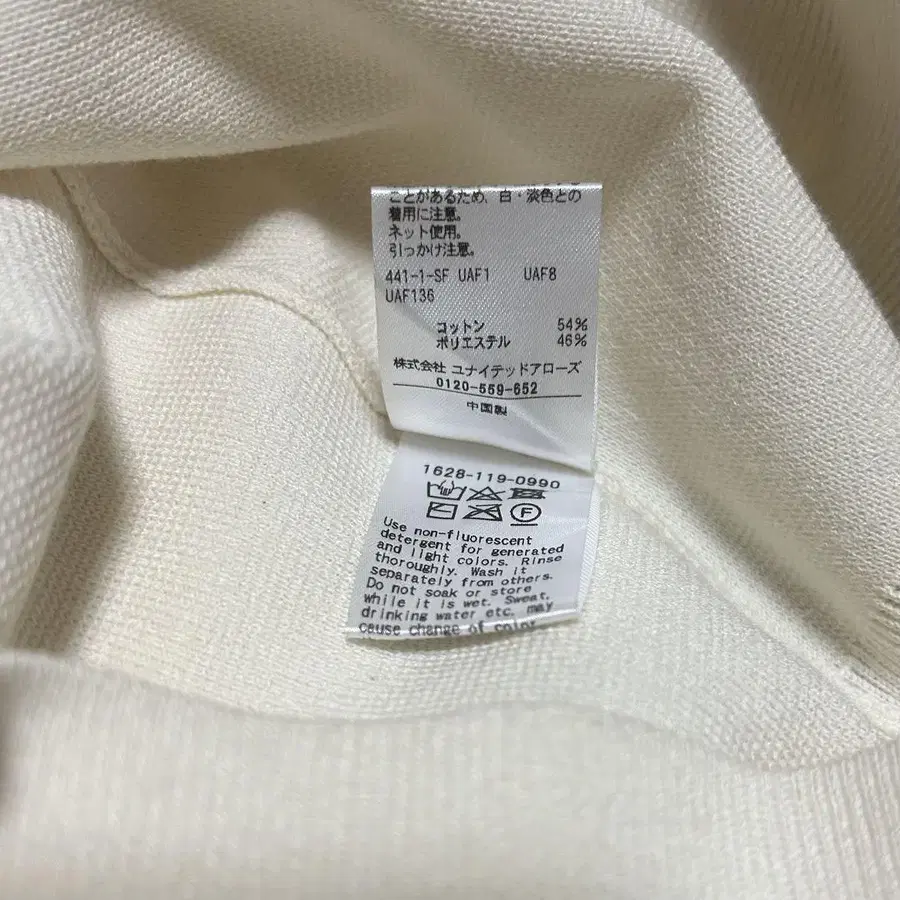 ことがあるため、白・淡色との
着用に注意。
ネット使用。
引っかけ注意。
441-1-SF UAF1 UAF8
UAF136
コットン 54%
ポリエステル 46%
株式会社 ユナイテッドアローズ
0120-559-652
中国製
1628-119-0990
F
Use non-fluorescent
detergent for generated
and light colors. Rinse
thoroughly. Wash it
separately from others.
Do not soak or store
while it is wet. Sweat,
drinking water etc. may
cause change of color.